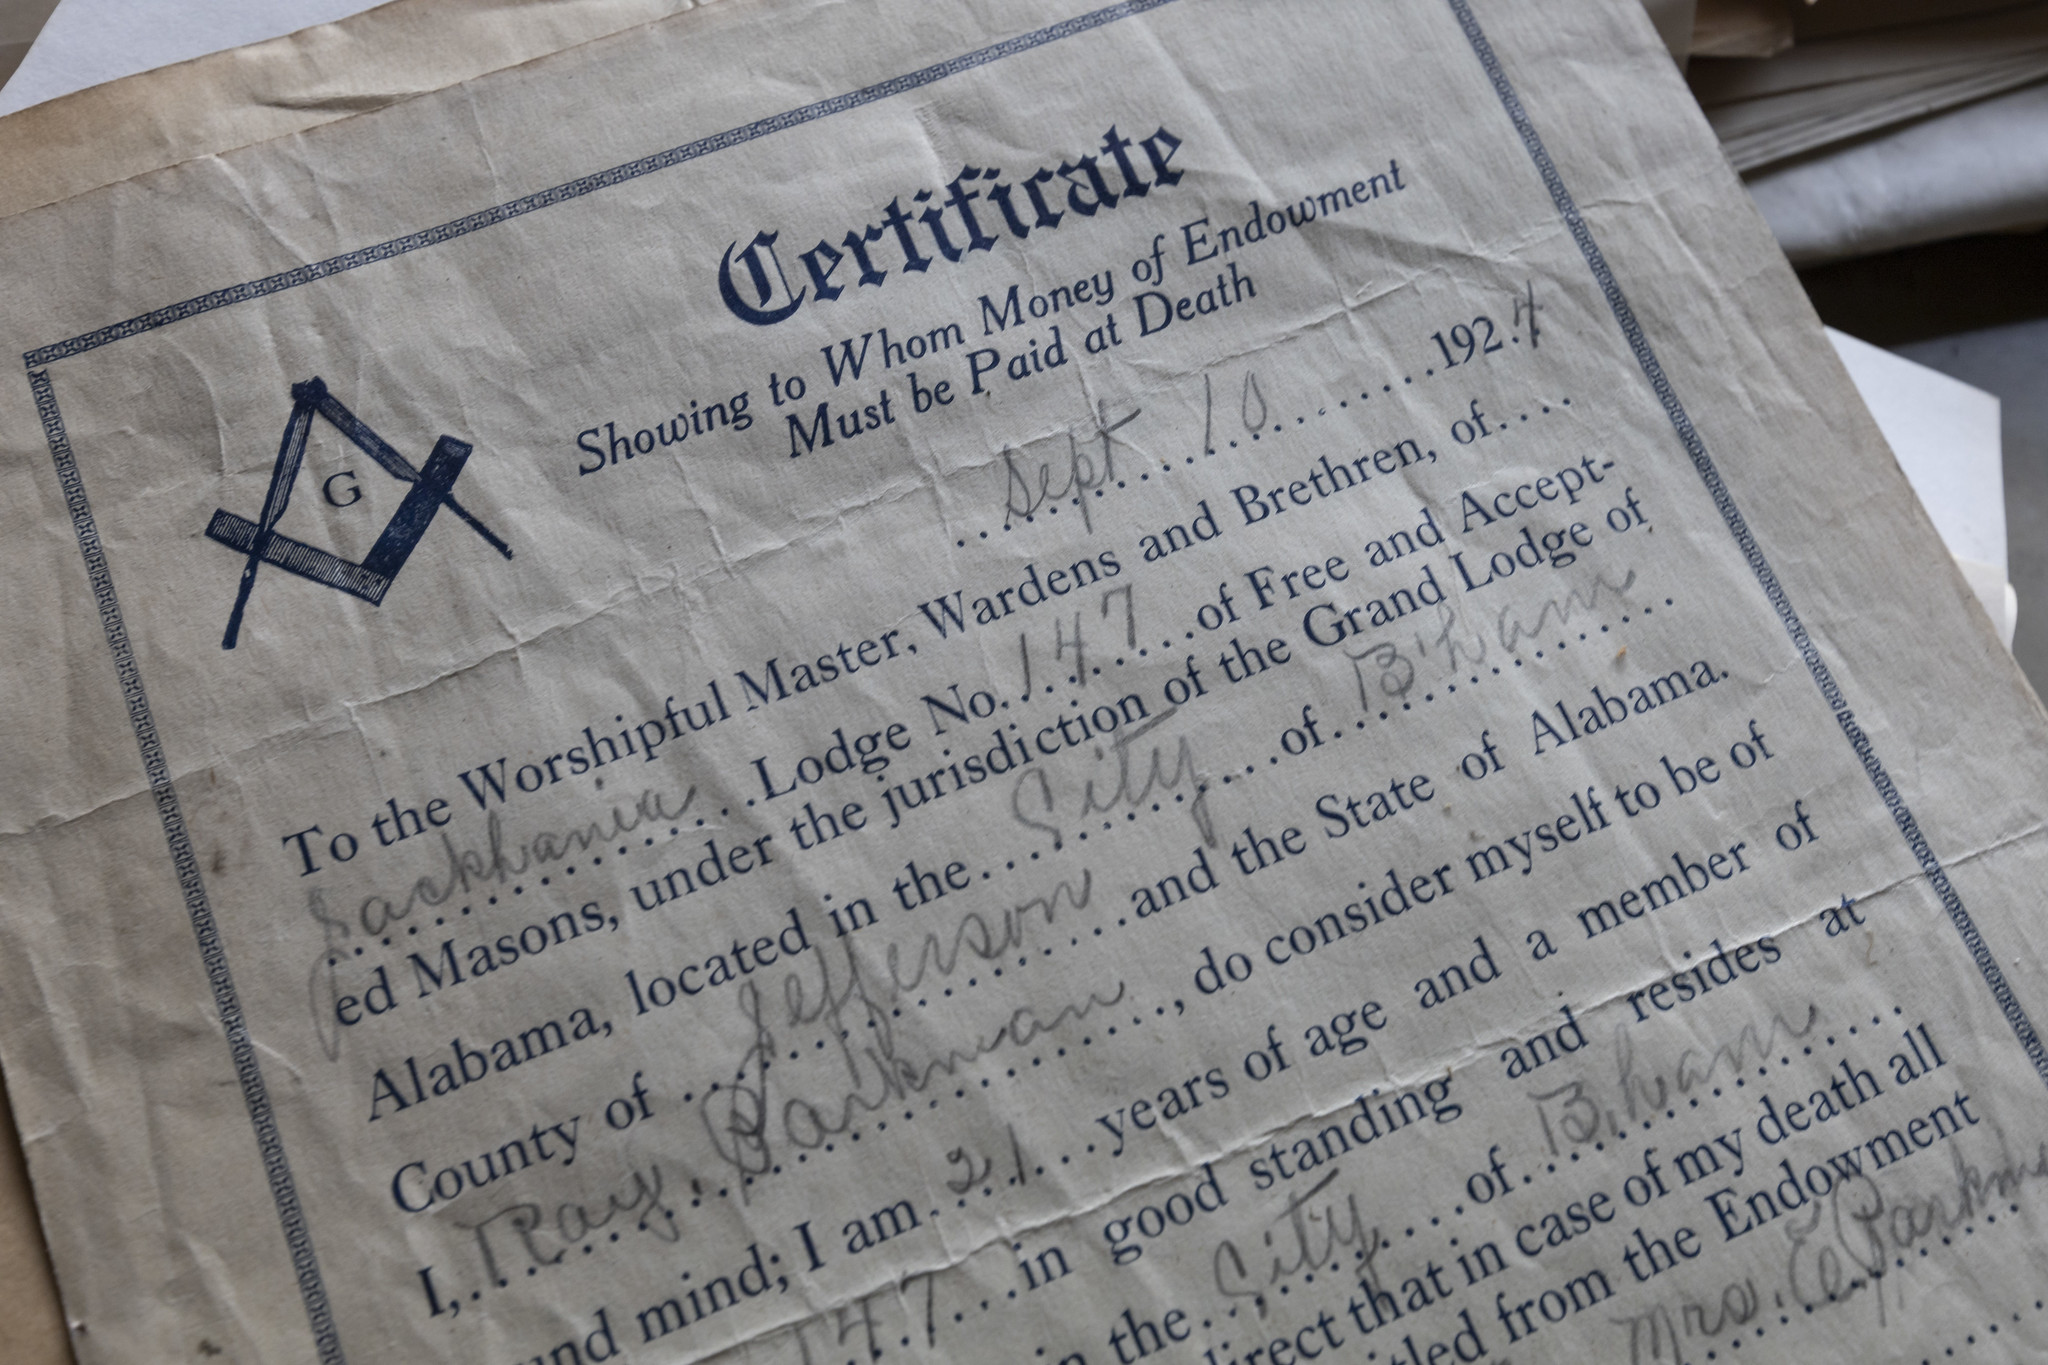 Certificate
Showing to Whom Money of Endowment
Must be Paid at Death
G
Sept 10 1924
To the Worshipful Master, Wardens and Brethren, of....
Lodge No. 147 of Free and Accept-
ed Masons, under the jurisdiction of the Grand Lodge of
Alabama, located in the City of B'ham
County of Jefferson and the State of Alabama.
I, Ray Parkman, do consider myself to be of
und mind; I am 21 years of age and a member of
147 in good standing and resides at
the City of B'ham
direct that in case of my death all
tled from the Endowment
Mrs. E Parkm